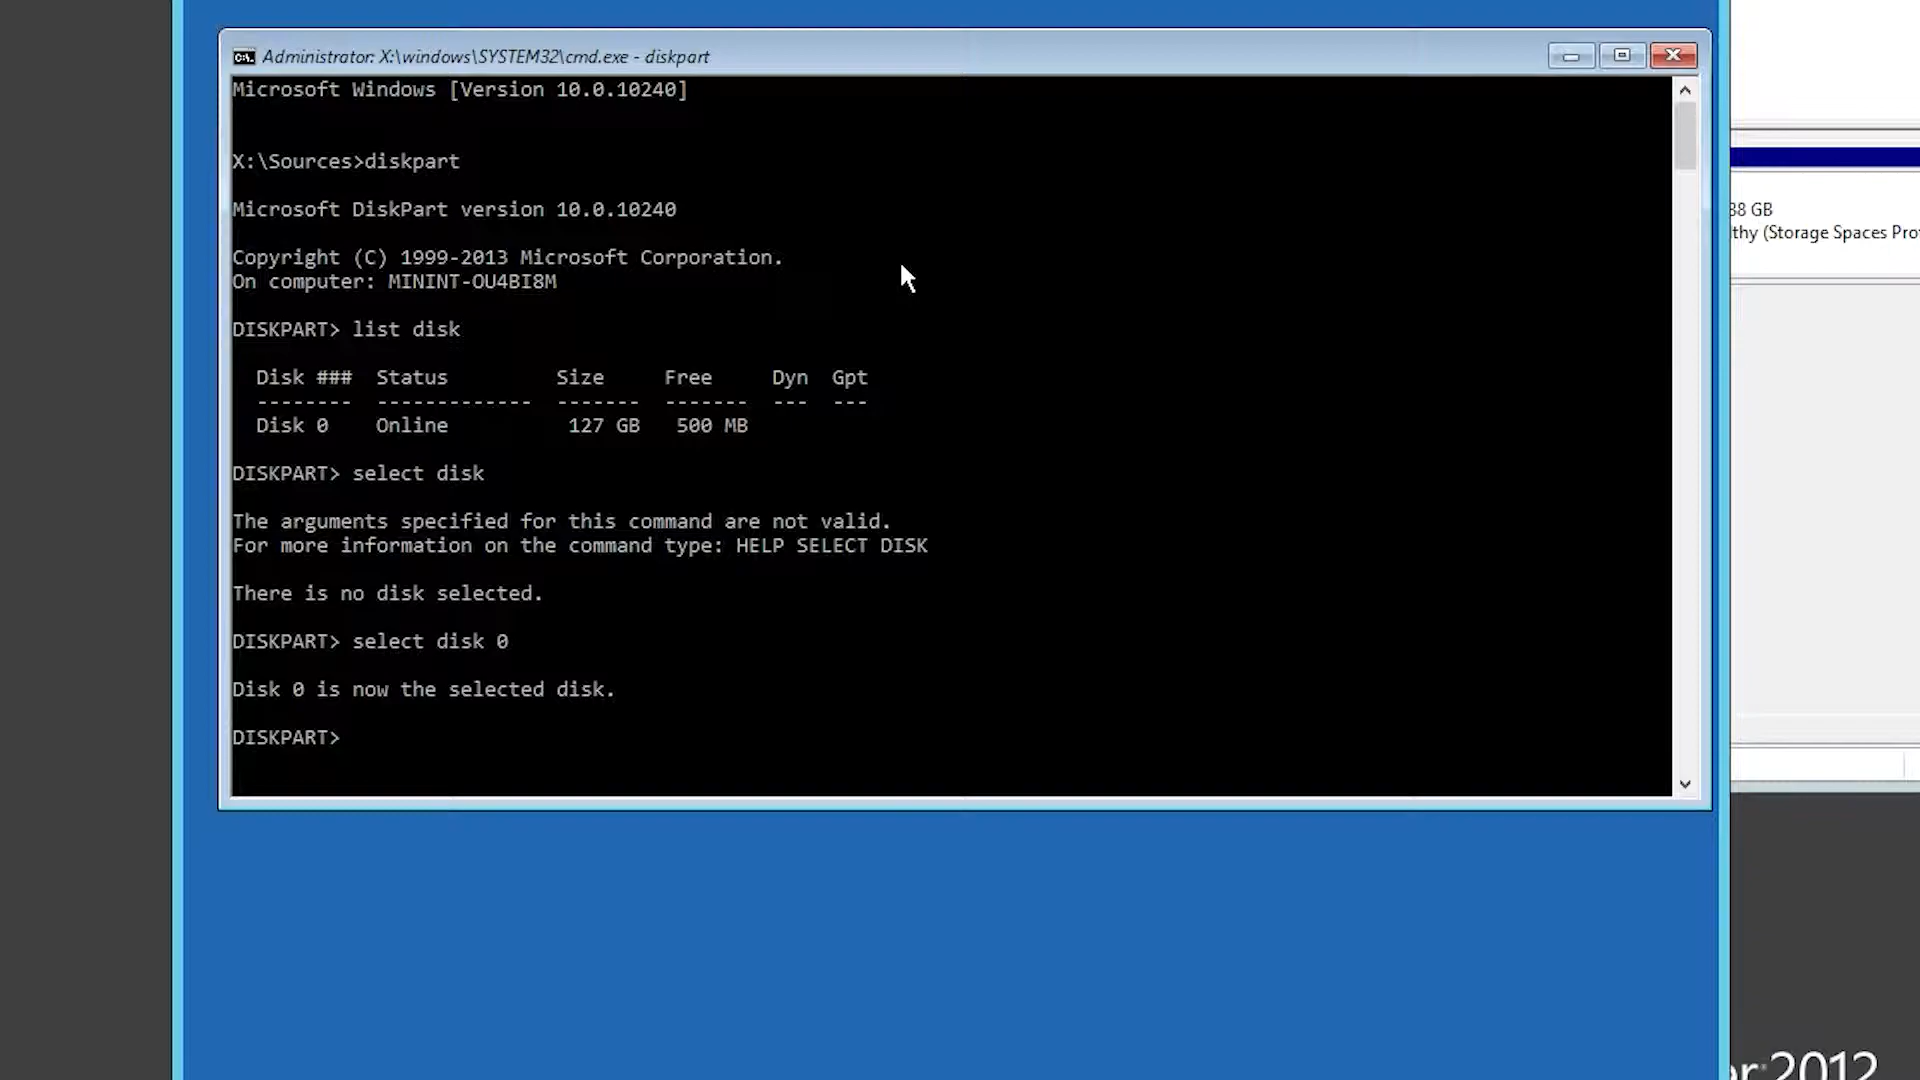 Administrator: X:\windows\SYSTEM32\cmd.exe - diskpart
Microsoft Windows [Version 10.0.10240]
X:\Sources>diskpart
Microsoft DiskPart version 10.0.10240
Copyright (C) 1999-2013 Microsoft Corporation.
On computer: MININT-OU4BI8M
DISKPART> list disk
Disk ### Status Size Free Dyn Gpt
-------- ------------- ------- ------- --- ---
Disk 0 Online 127 GB 500 MB
DISKPART> select disk
The arguments specified for this command are not valid.
For more information on the command type: HELP SELECT DISK
There is no disk selected.
DISKPART> select disk 0
Disk 0 is now the selected disk.
DISKPART>
GB
(Storage Spaces
2012